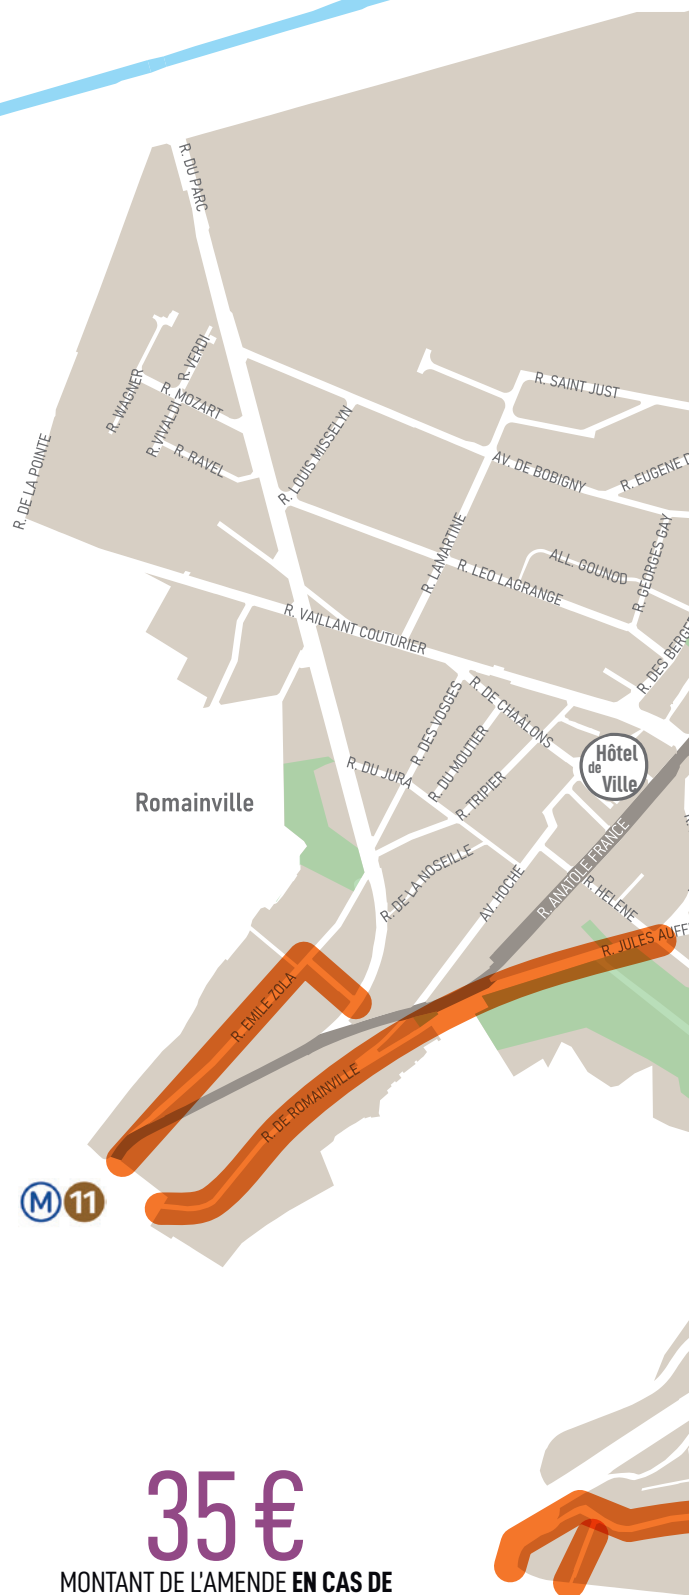 R. DU PARC
R. VERDI
R. WAGNER
R. MOZART
R. VIVALDI
R. RAVEL
R. DE LA POINTE
R. LOUIS MISSELYN
R. SAINT JUST
AV. DE BOBIGNY
R. EUGENE
R. LAMARTINE
R. LEO LAGRANGE
ALL. GOUNOD
R. GEORGES GAY
R. VAILLANT COUTURIER
R. DES
R. DES VOSGES
R. DE CHAÂLONS
R. DU MOUTIER
R. DU JURA
R. TRIPIER
Hôtel
de
Ville
Romainville
R. DE LA NOSEILLE
AV. HOCHE
R. ANATOLE FRANCE
R. HELENE
R. JULES
R. EMILE ZOLA
R. DE ROMAINVILLE
M 11
35 €
MONTANT DE L'AMENDE EN CAS DE